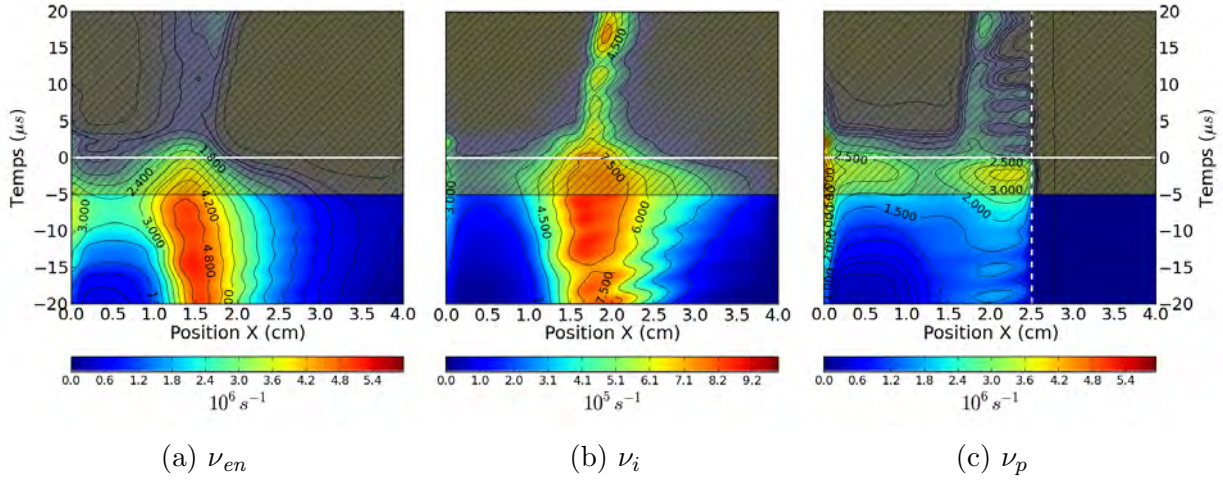 20 15 10 5 0 −5 −10 −15 −20
Temps (μs)
1.800
2.400
3.000
3.000
4.200
4.800
0.0 0.5 1.0 1.5 2.0 2.5 3.0 3.5 4.0
Position X (cm)
0.0 0.6 1.2 1.8 2.4 3.0 3.6 4.2 4.8 5.4
10⁶ s⁻¹
(a) ν_en
4.500
7.500
3.000
4.500
6.000
7.500
0.0 0.5 1.0 1.5 2.0 2.5 3.0 3.5 4.0
Position X (cm)
0.0 1.0 2.0 3.1 4.1 5.1 6.1 7.1 8.2 9.2
10⁵ s⁻¹
(b) ν_i
20 15 10 5 0 −5 −10 −15 −20
Temps (μs)
2.500
2.500
3.000
2.000
1.500
0.0 0.5 1.0 1.5 2.0 2.5 3.0 3.5 4.0
Position X (cm)
0.0 0.6 1.2 1.8 2.4 3.0 3.6 4.2 4.8 5.4
10⁶ s⁻¹
(c) ν_p